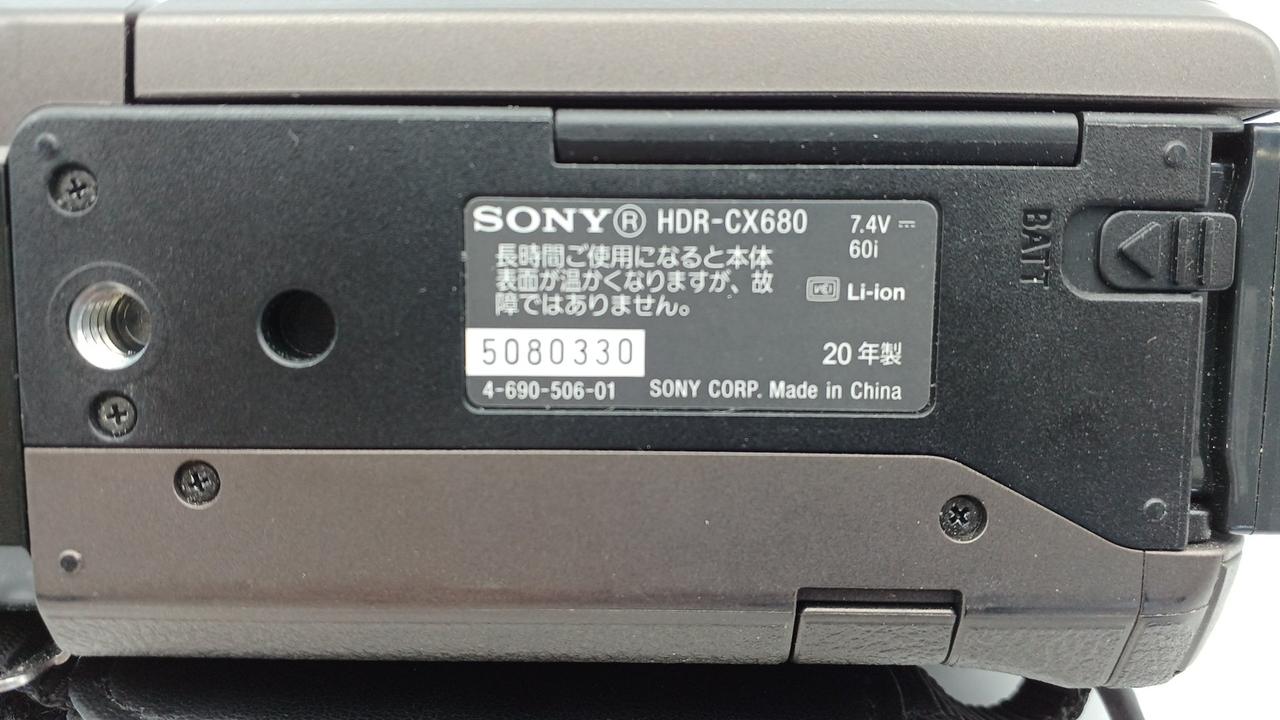 SONY® HDR-CX680 7.4V ⎓
60i
長時間ご使用になると本体
表面が温かくなりますが、故
障ではありません。
Li-ion
5080330
20 年製
4-690-506-01 SONY CORP. Made in China
BATT